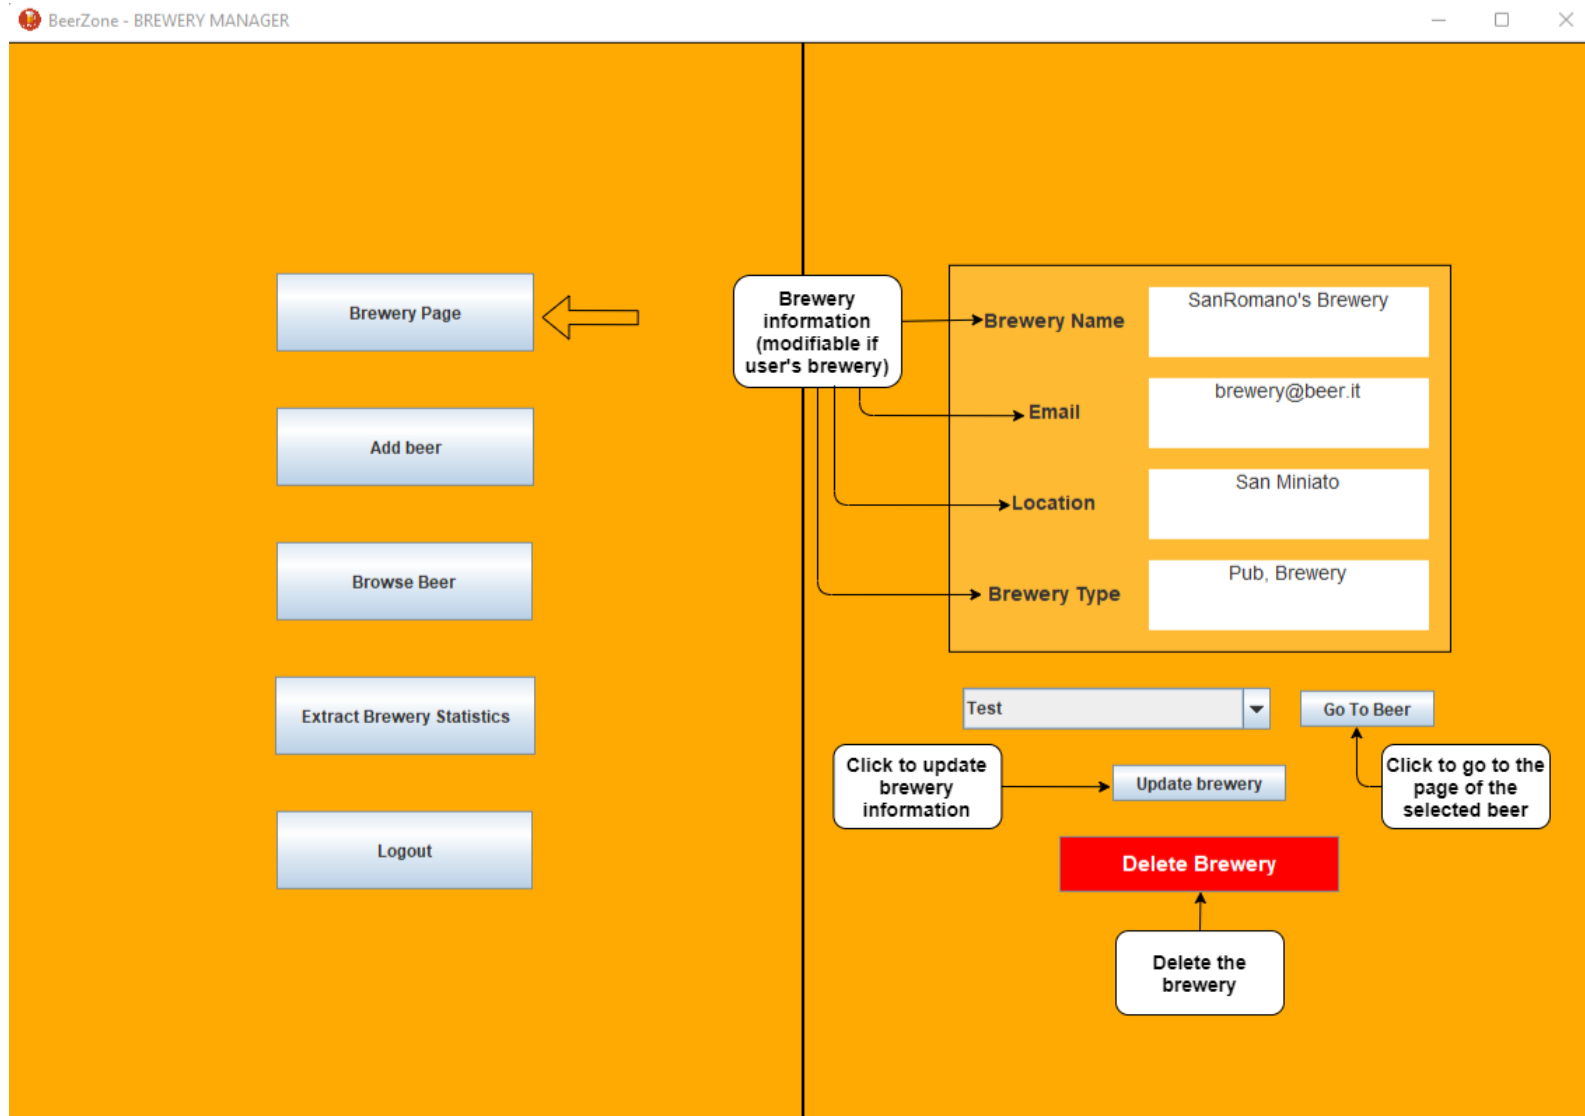 BeerZone - BREWERY MANAGER
Brewery Page
Add beer
Browse Beer
Extract Brewery Statistics
Logout
Brewery
information
(modifiable if
user's brewery)
Brewery Name
SanRomano's Brewery
Email
brewery@beer.it
Location
San Miniato
Brewery Type
Pub, Brewery
Test
Go To Beer
Click to update
brewery
information
Update brewery
Click to go to the
page of the
selected beer
Delete Brewery
Delete the
brewery